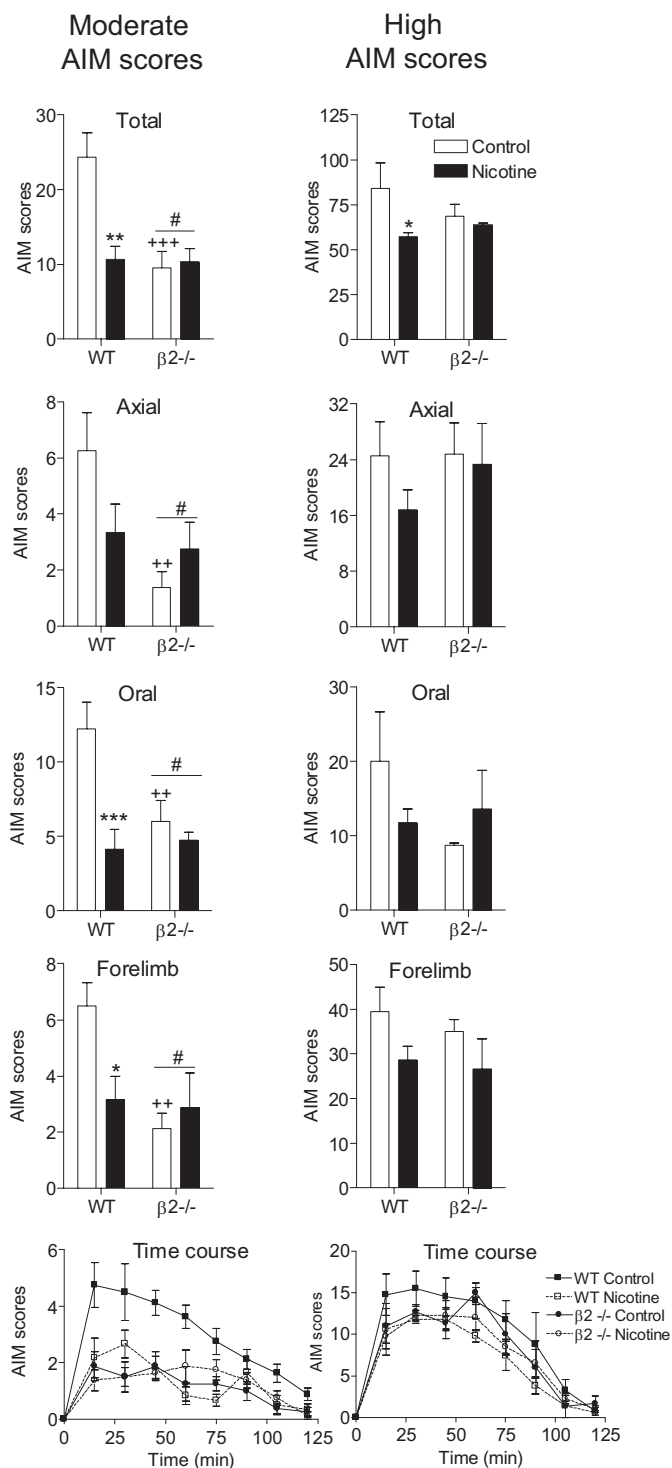 Moderate
AIM scores
High
AIM scores
Total
AIM scores
30
20
10
0
**
+++
#
WT
β2-/-
Total
Control
Nicotine
AIM scores
125
100
75
50
25
0
*
WT
β2-/-
Axial
AIM scores
8
6
4
2
0
++
#
WT
β2-/-
Axial
AIM scores
32
24
16
8
0
WT
β2-/-
Oral
AIM scores
15
10
5
0
***
++
#
WT
β2-/-
Oral
AIM scores
30
20
10
0
WT
β2-/-
Forelimb
AIM scores
8
6
4
2
0
*
++
#
WT
β2-/-
Forelimb
AIM scores
50
40
30
20
10
0
WT
β2-/-
Time course
AIM scores
6
4
2
0
0 25 50 75 100 125
Time (min)
Time course
AIM scores
20
15
10
5
0
0 25 50 75 100 125
Time (min)
WT Control
WT Nicotine
β2 -/- Control
β2 -/- Nicotine